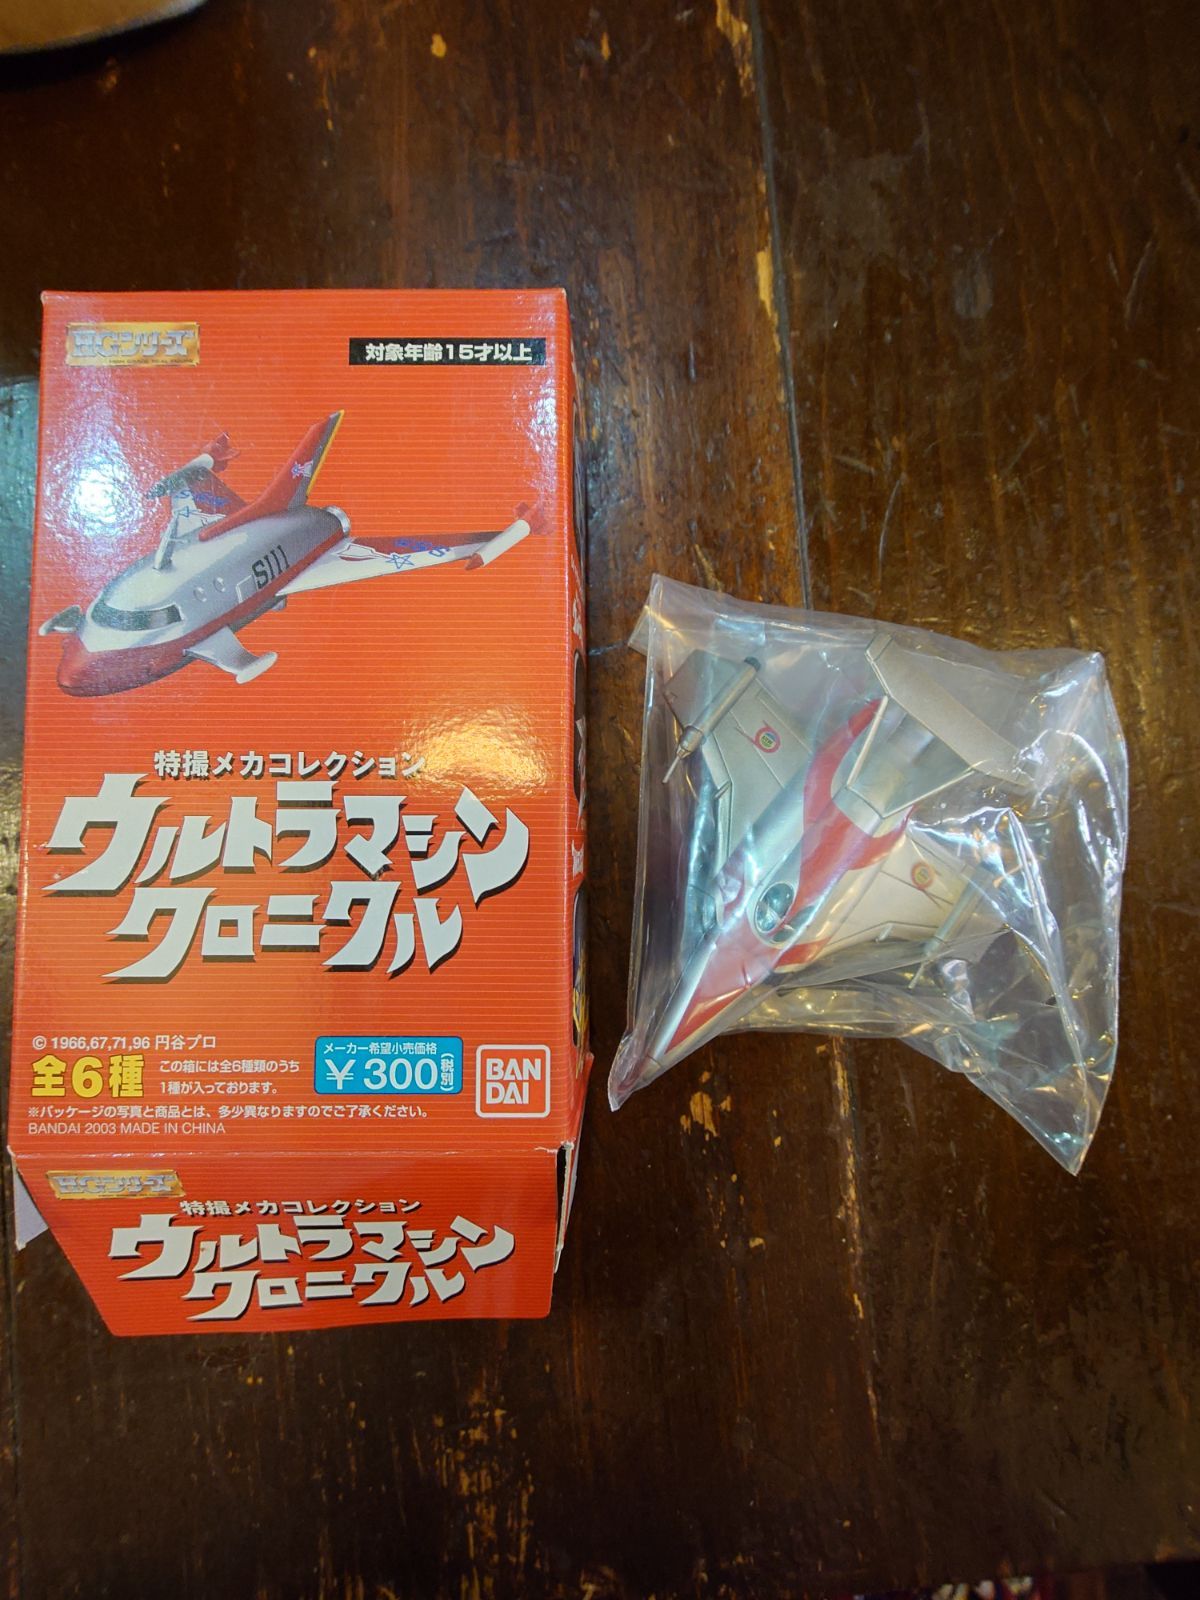 HGシリーズ
対象年齢15才以上
S111
特撮メカコレクション
ウルトラマシン
クロニクル
© 1966,67,71,96 円谷プロ
全6種
この箱には全6種類のうち
1種が入っております。
メーカー希望小売価格
¥300(税別)
BAN
DAI
※パッケージの写真と商品とは、多少異なりますのでご了承ください。
BANDAI 2003 MADE IN CHINA
HGシリーズ
特撮メカコレクション
ウルトラマシン
クロニクル